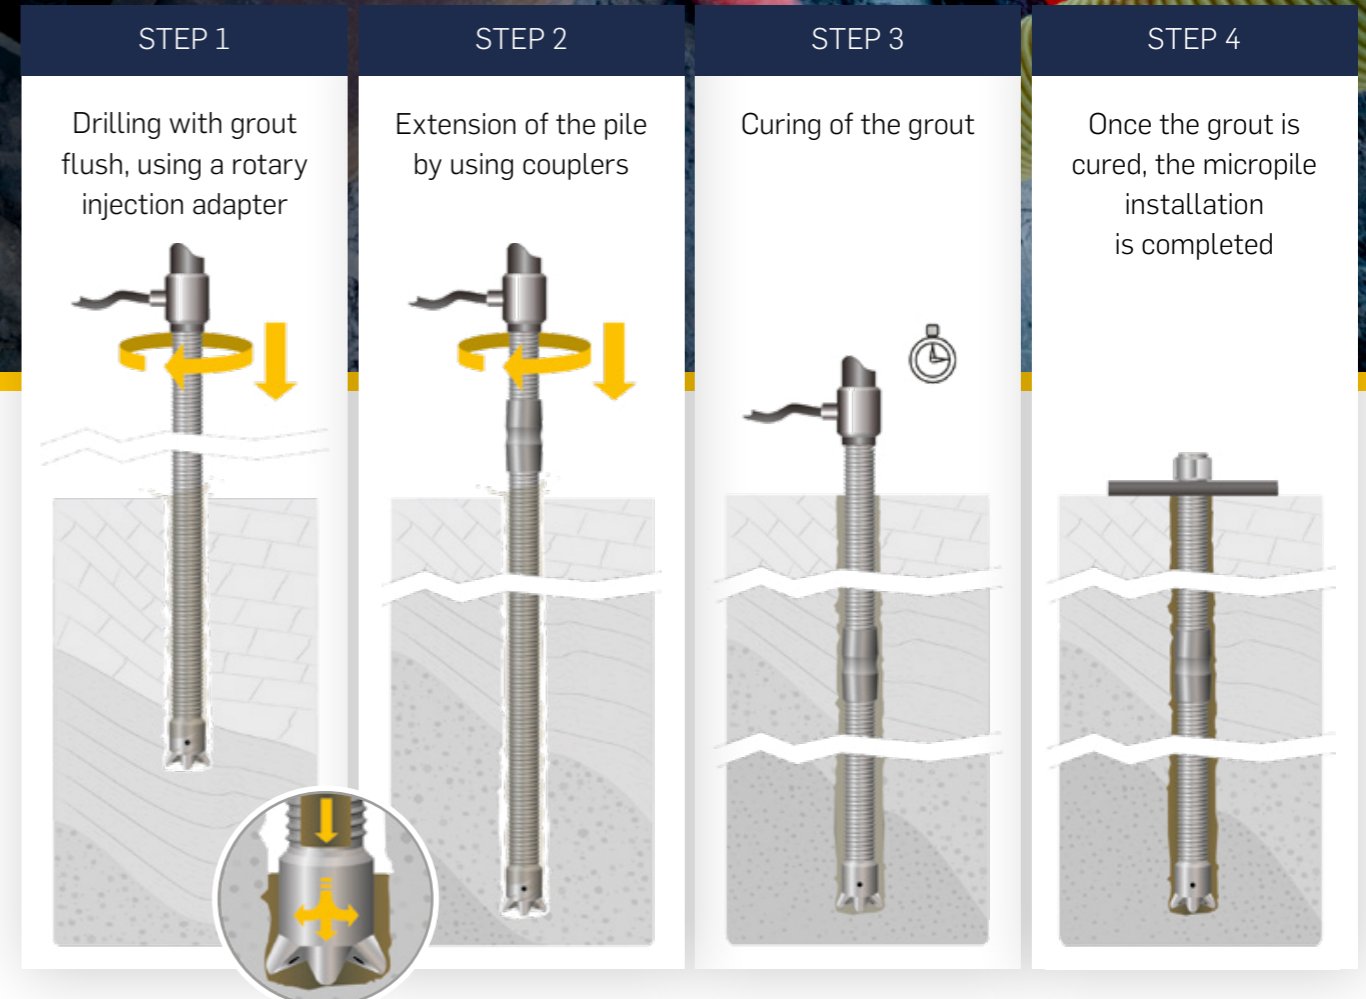 STEP 1
Drilling with grout
flush, using a rotary
injection adapter
STEP 2
Extension of the pile
by using couplers
STEP 3
Curing of the grout
STEP 4
Once the grout is
cured, the micropile
installation
is completed